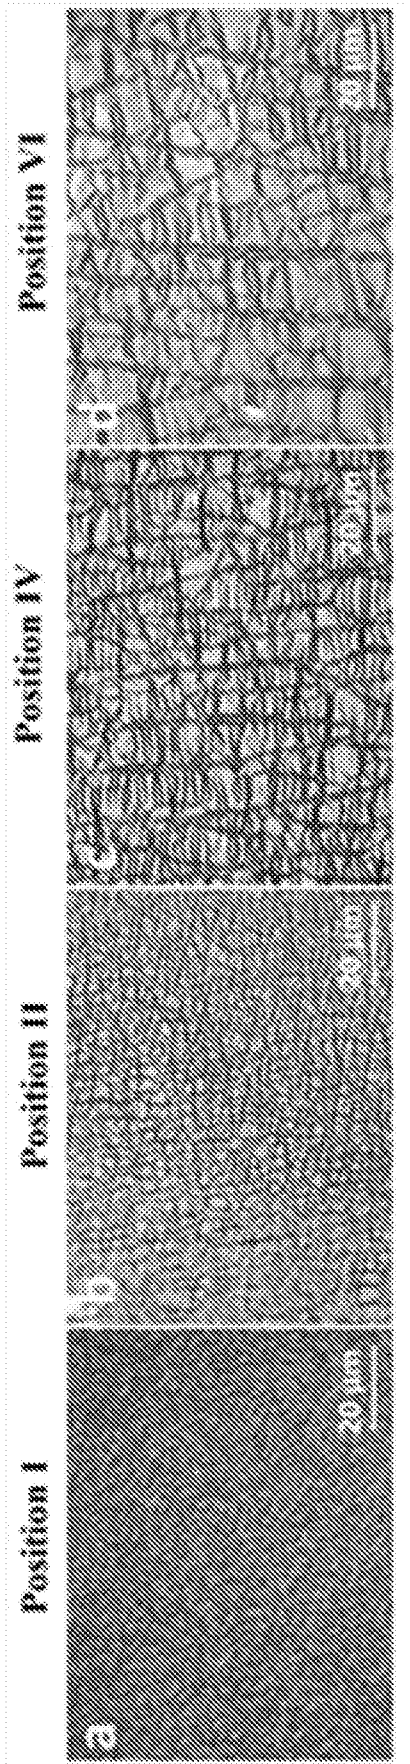 Position I
Position II
Position IV
Position VI
a
20 µm
b
20 µm
c
20 µm
d
20 µm